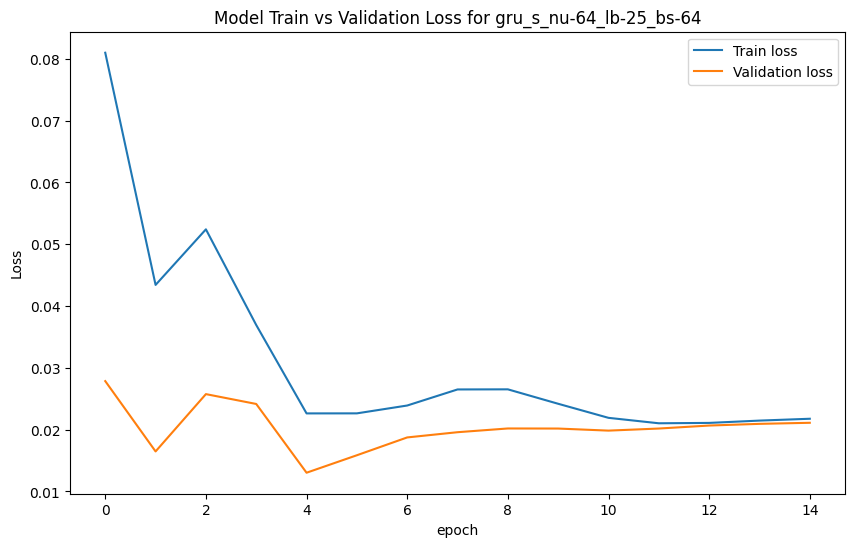 Model Train vs Validation Loss for gru_s_nu-64_lb-25_bs-64
Train loss
Validation loss
0.08
0.07
0.06
0.05
0.04
0.03
0.02
0.01
Loss
0 2 4 6 8 10 12 14
epoch